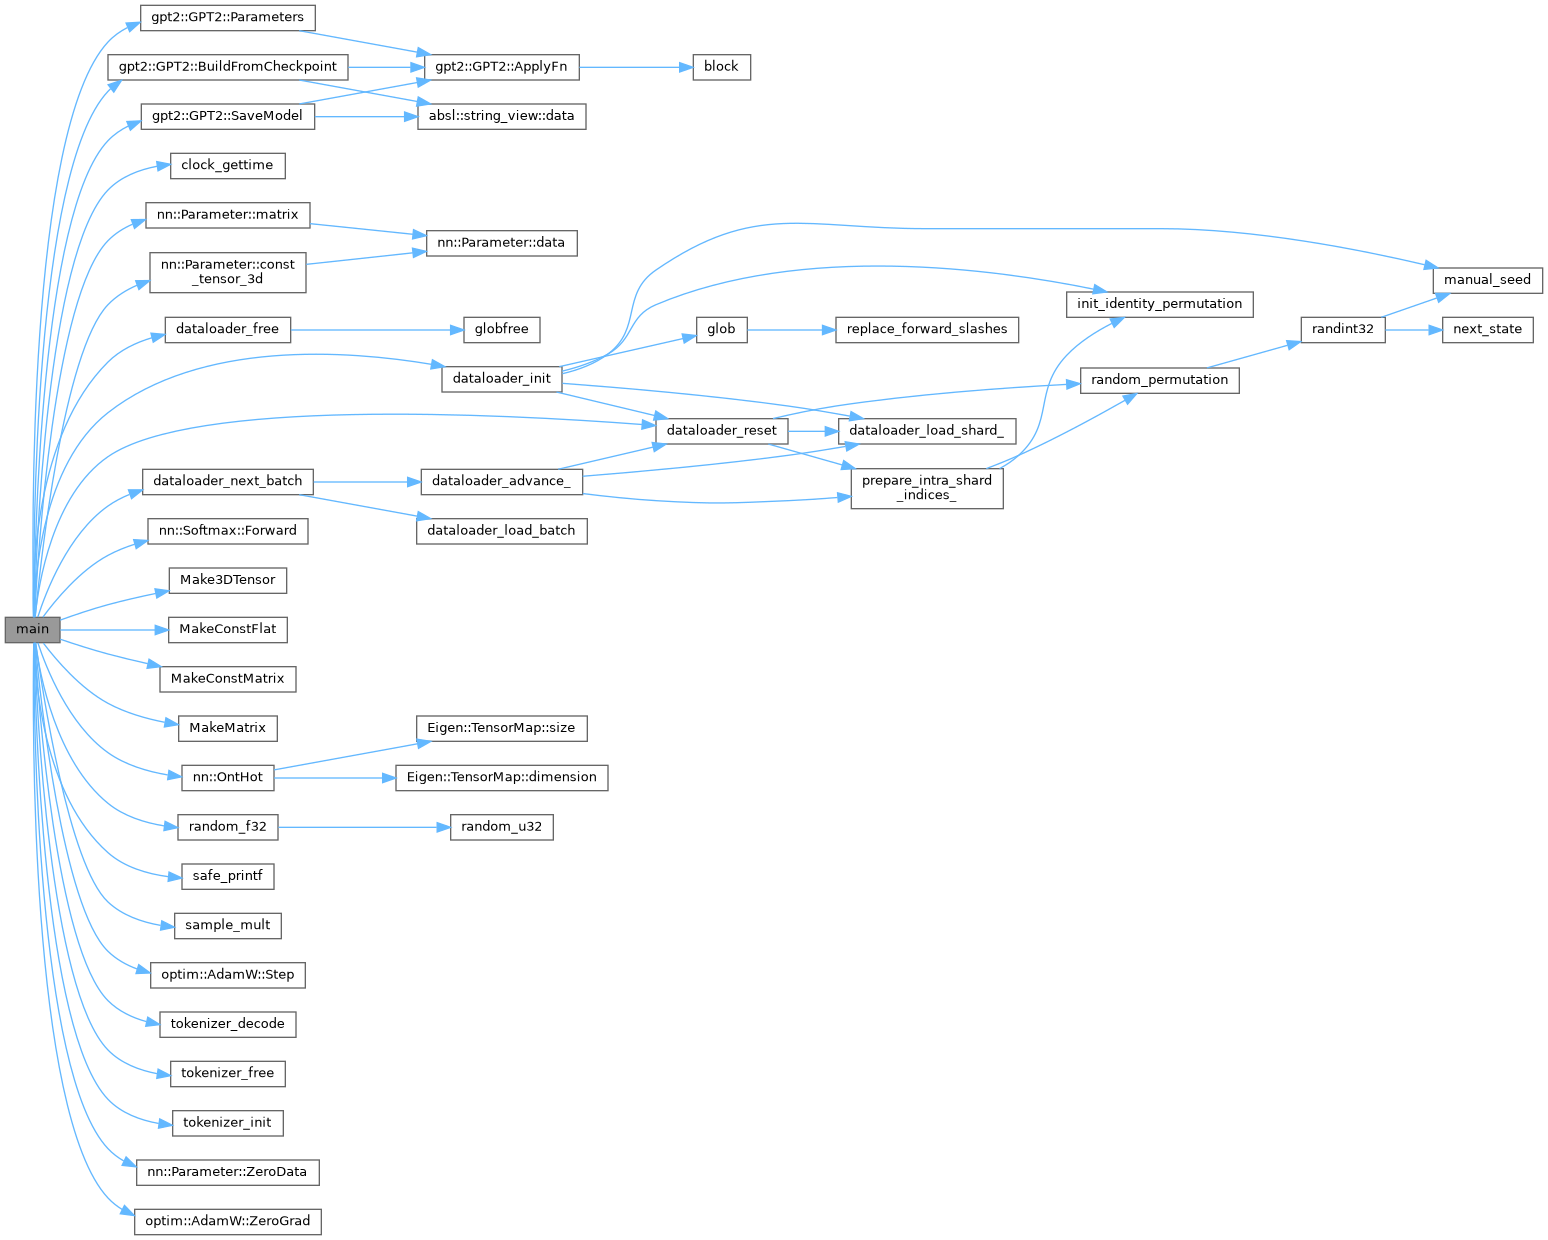 gpt2::GPT2::Parameters
gpt2::GPT2::BuildFromCheckpoint
gpt2::GPT2::ApplyFn
block
gpt2::GPT2::SaveModel
absl::string_view::data
clock_gettime
nn::Parameter::matrix
nn::Parameter::data
nn::Parameter::const
_tensor_3d
manual_seed
init_identity_permutation
dataloader_free
globfree
glob
replace_forward_slashes
randint32
next_state
dataloader_init
random_permutation
dataloader_reset
dataloader_load_shard_
dataloader_next_batch
dataloader_advance_
prepare_intra_shard
_indices_
nn::Softmax::Forward
dataloader_load_batch
Make3DTensor
main
MakeConstFlat
MakeConstMatrix
MakeMatrix
Eigen::TensorMap::size
nn::OntHot
Eigen::TensorMap::dimension
random_f32
random_u32
safe_printf
sample_mult
optim::AdamW::Step
tokenizer_decode
tokenizer_free
tokenizer_init
nn::Parameter::ZeroData
optim::AdamW::ZeroGrad